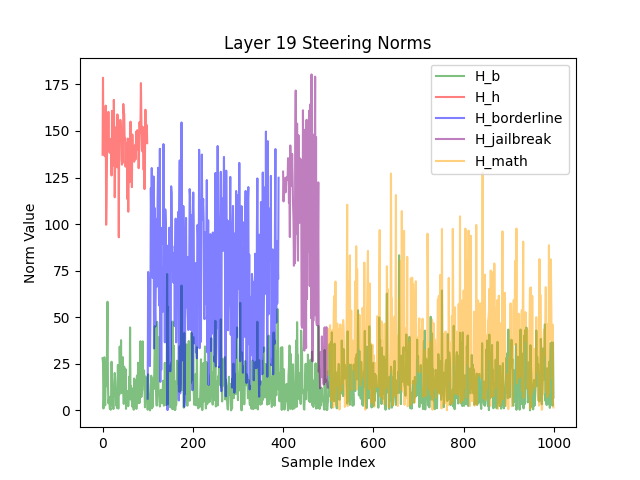 Layer 19 Steering Norms
H_b
H_h
H_borderline
H_jailbreak
H_math
Norm Value
175
150
125
100
75
50
25
0
0
200
400
600
800
1000
Sample Index